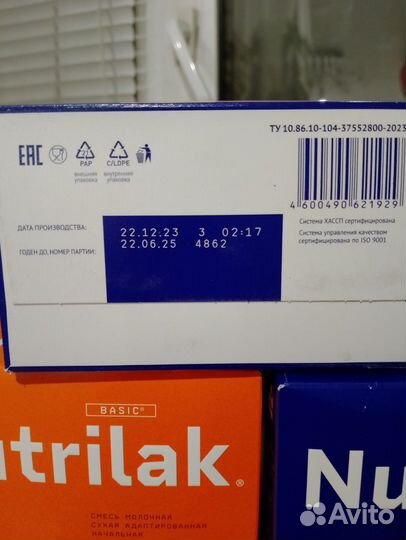 ТУ 10.86.10-104-37552800-2023
EAC
21
PAP
C/LDPE
внешняя упаковка
внутренняя упаковка
4 600490 621929
Система ХАССП сертифицирована
Система управления качеством
сертифицирована по ISO 9001
ДАТА ПРОИЗВОДСТВА:
22.12.23 3 02:17
ГОДЕН ДО, НОМЕР ПАРТИИ:
22.06.25 4862
BASIC®
utrilak®
СМЕСЬ МОЛОЧНАЯ
СУХАЯ АДАПТИРОВАННАЯ
НАЧАЛЬНАЯ
Nu
Avito